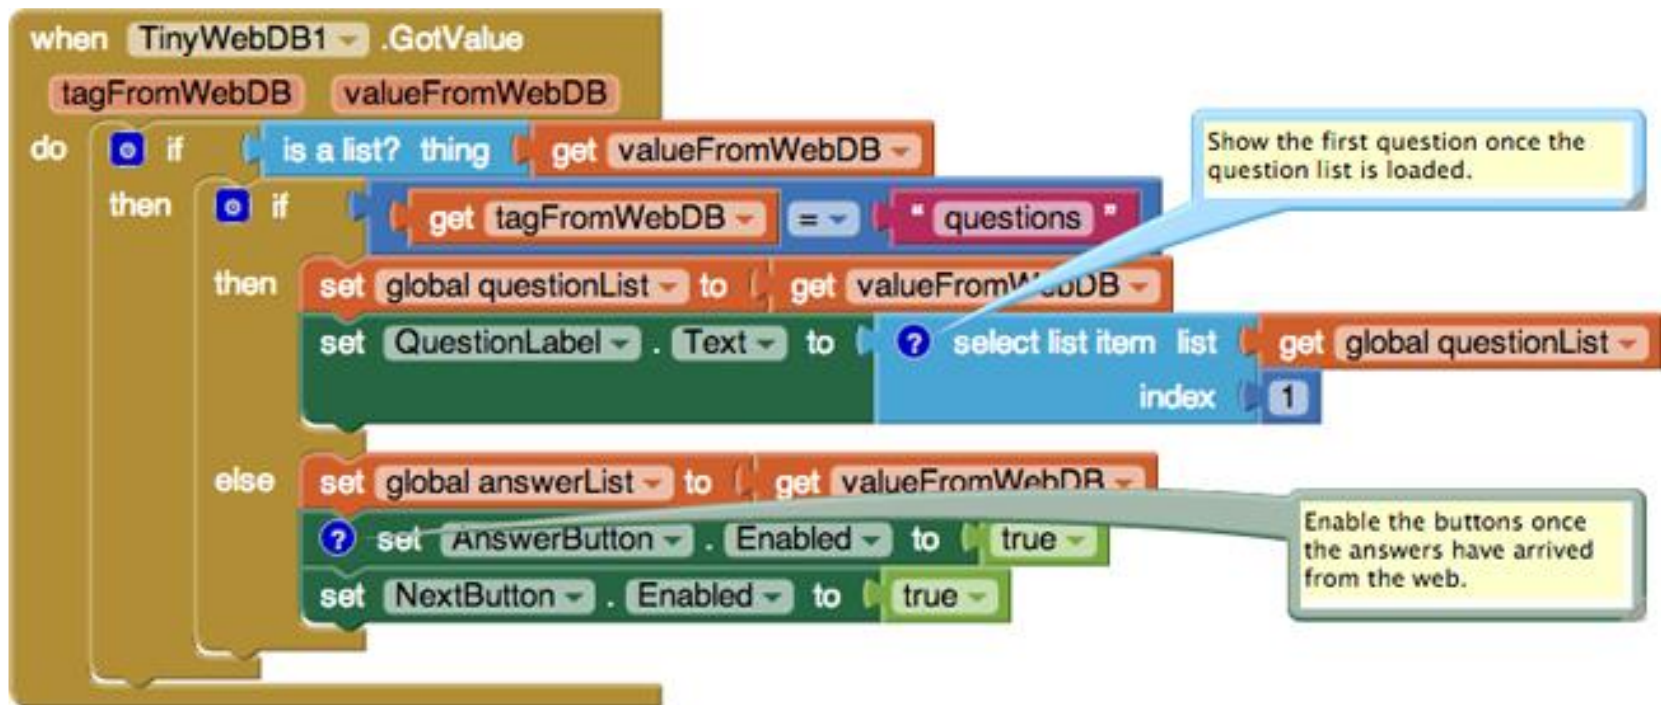 when TinyWebDB1 .GotValue
tagFromWebDB valueFromWebDB
do if is a list? thing get valueFromWebDB
then if get tagFromWebDB = " questions "
then set global questionList to get valueFromWebDB
set QuestionLabel . Text to ? select list item list get global questionList
index 1
else set global answerList to get valueFromWebDB
? set AnswerButton . Enabled to true
set NextButton . Enabled to true
Show the first question once the
question list is loaded.
Enable the buttons once
the answers have arrived
from the web.